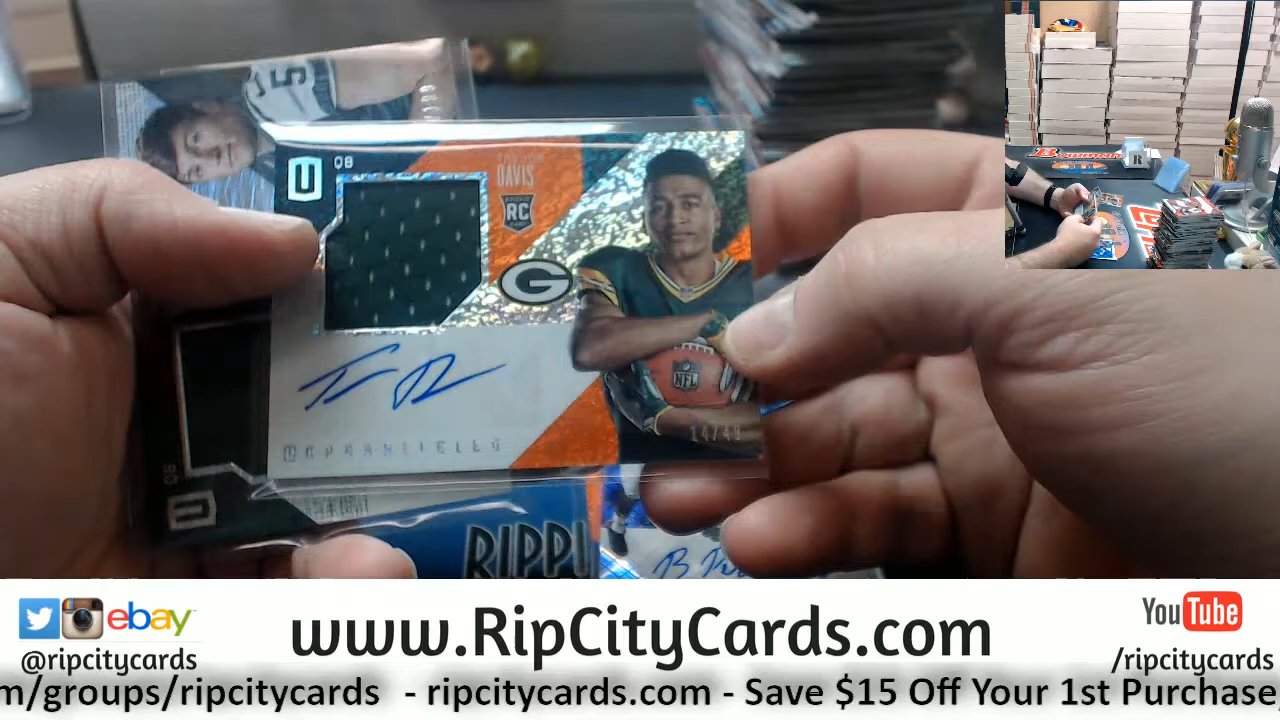 U 08
DAVIS
ROOKIE
RC
G
NFL
14/49
U
RIPPI
www.RipCityCards.com
ebay
@ripcitycards
YouTube
/ripcitycards
m/groups/ripcitycards - ripcitycards.com - Save $15 Off Your 1st Purchase,